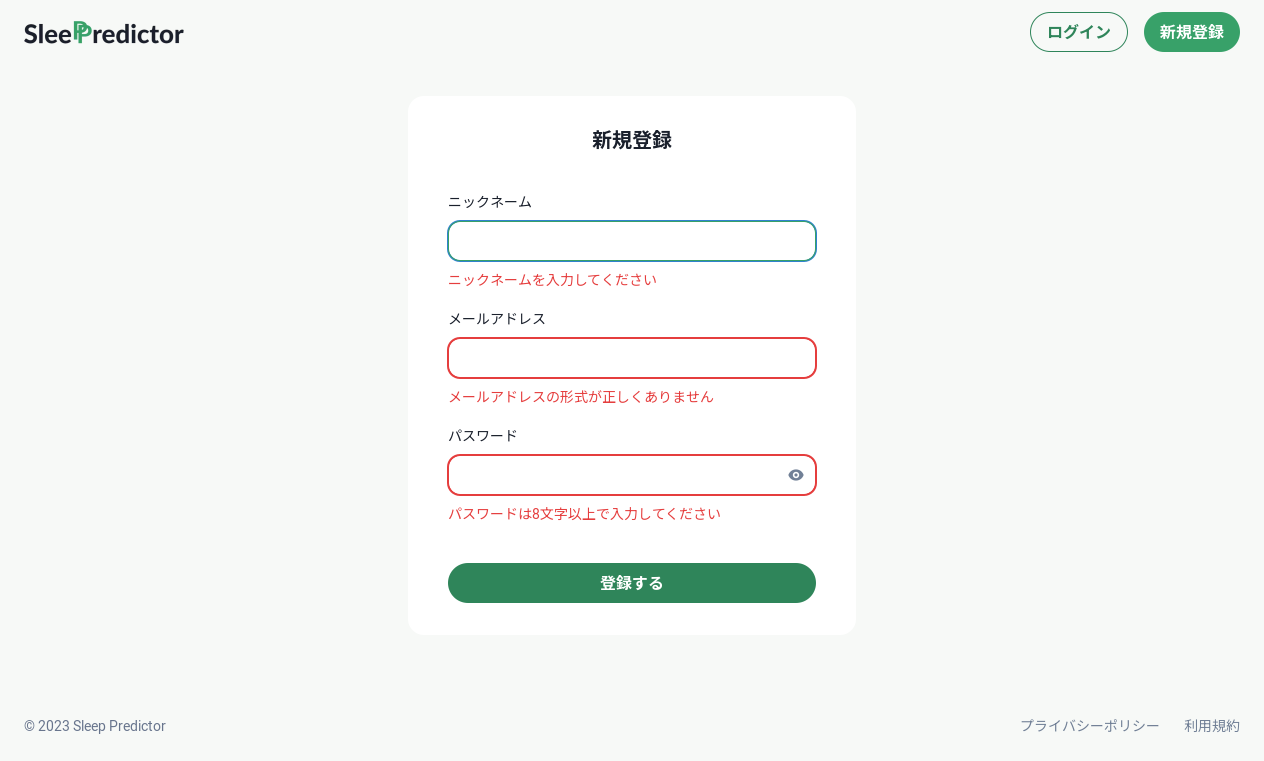 SleePPredictor
ログイン
新規登録
新規登録
ニックネーム
ニックネームを入力してください
メールアドレス
メールアドレスの形式が正しくありません
パスワード
パスワードは8文字以上で入力してください
登録する
© 2023 Sleep Predictor
プライバシーポリシー
利用規約